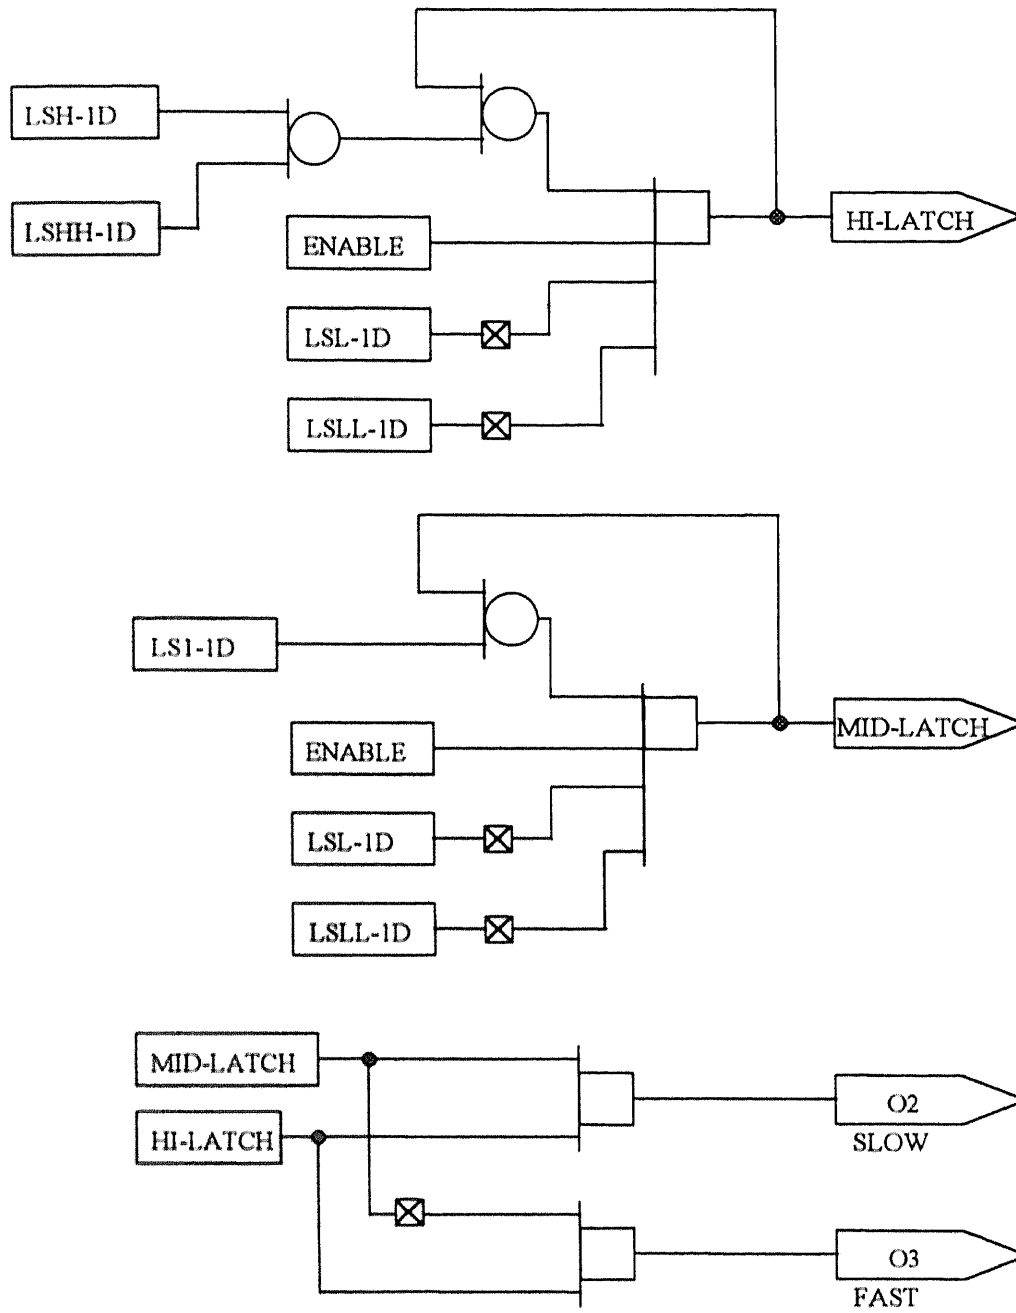 LSH-1D
LSHH-1D
HI-LATCH
ENABLE
LSL-1D
LSLL-1D
LS1-1D
MID-LATCH
ENABLE
LSL-1D
LSLL-1D
MID-LATCH
O2
HI-LATCH
SLOW
O3
FAST